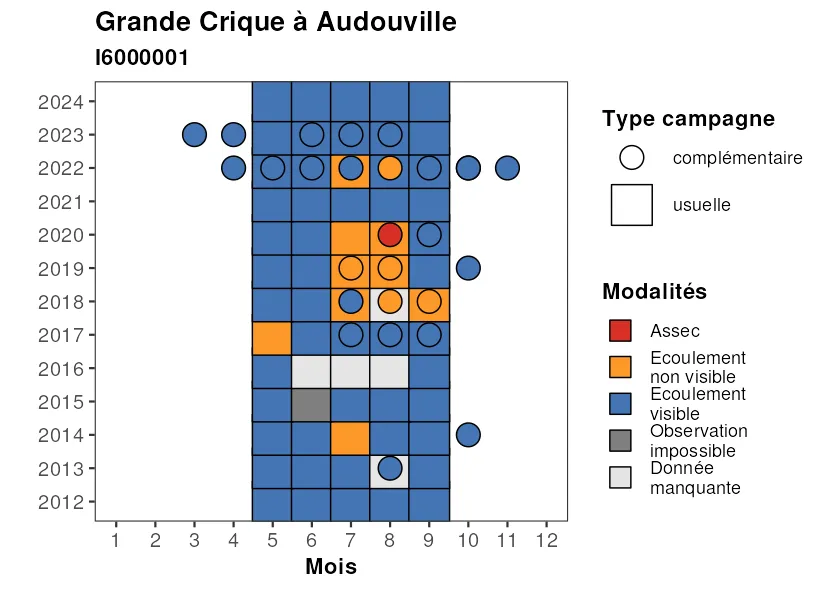 Grande Crique à Audouville
I6000001
2024
2023
2022
2021
2020
2019
2018
2017
2016
2015
2014
2013
2012
1 2 3 4 5 6 7 8 9 10 11 12
Mois
Type campagne
complémentaire
usuelle
Modalités
Assec
Ecoulement
non visible
Ecoulement
visible
Observation
impossible
Donnée
manquante